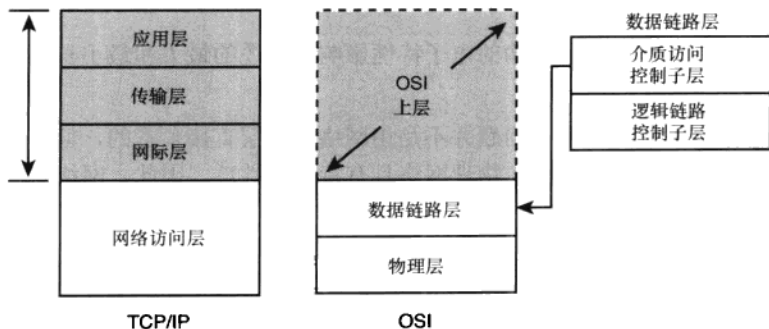 应用层
传输层
网际层
网络访问层
TCP/IP
OSI
上层
数据链路层
物理层
OSI
数据链路层
介质访问
控制子层
逻辑链路
控制子层